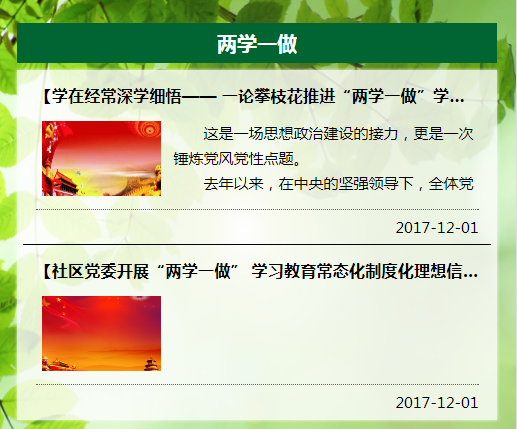 两学一做
【学在经常深学细悟—— 一论攀枝花推进“两学一做”学...
这是一场思想政治建设的接力，更是一次
锤炼党风党性点题。
去年以来，在中央的坚强领导下，全体党
2017-12-01
【社区党委开展“两学一做” 学习教育常态化制度化理想信...
2017-12-01